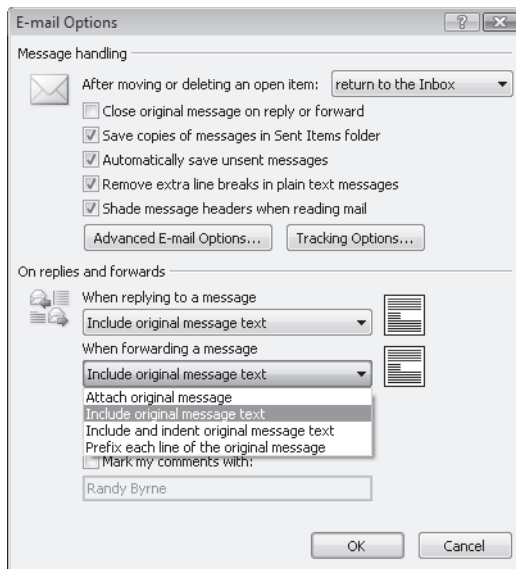 E-mail Options
Message handling
After moving or deleting an open item: return to the Inbox
Close original message on reply or forward
Save copies of messages in Sent Items folder
Automatically save unsent messages
Remove extra line breaks in plain text messages
Shade message headers when reading mail
Advanced E-mail Options... Tracking Options...
On replies and forwards
When replying to a message
Include original message text
When forwarding a message
Include original message text
Attach original message
Include original message text
Include and indent original message text
Prefix each line of the original message
Mark my comments with:
Randy Byrne
OK Cancel